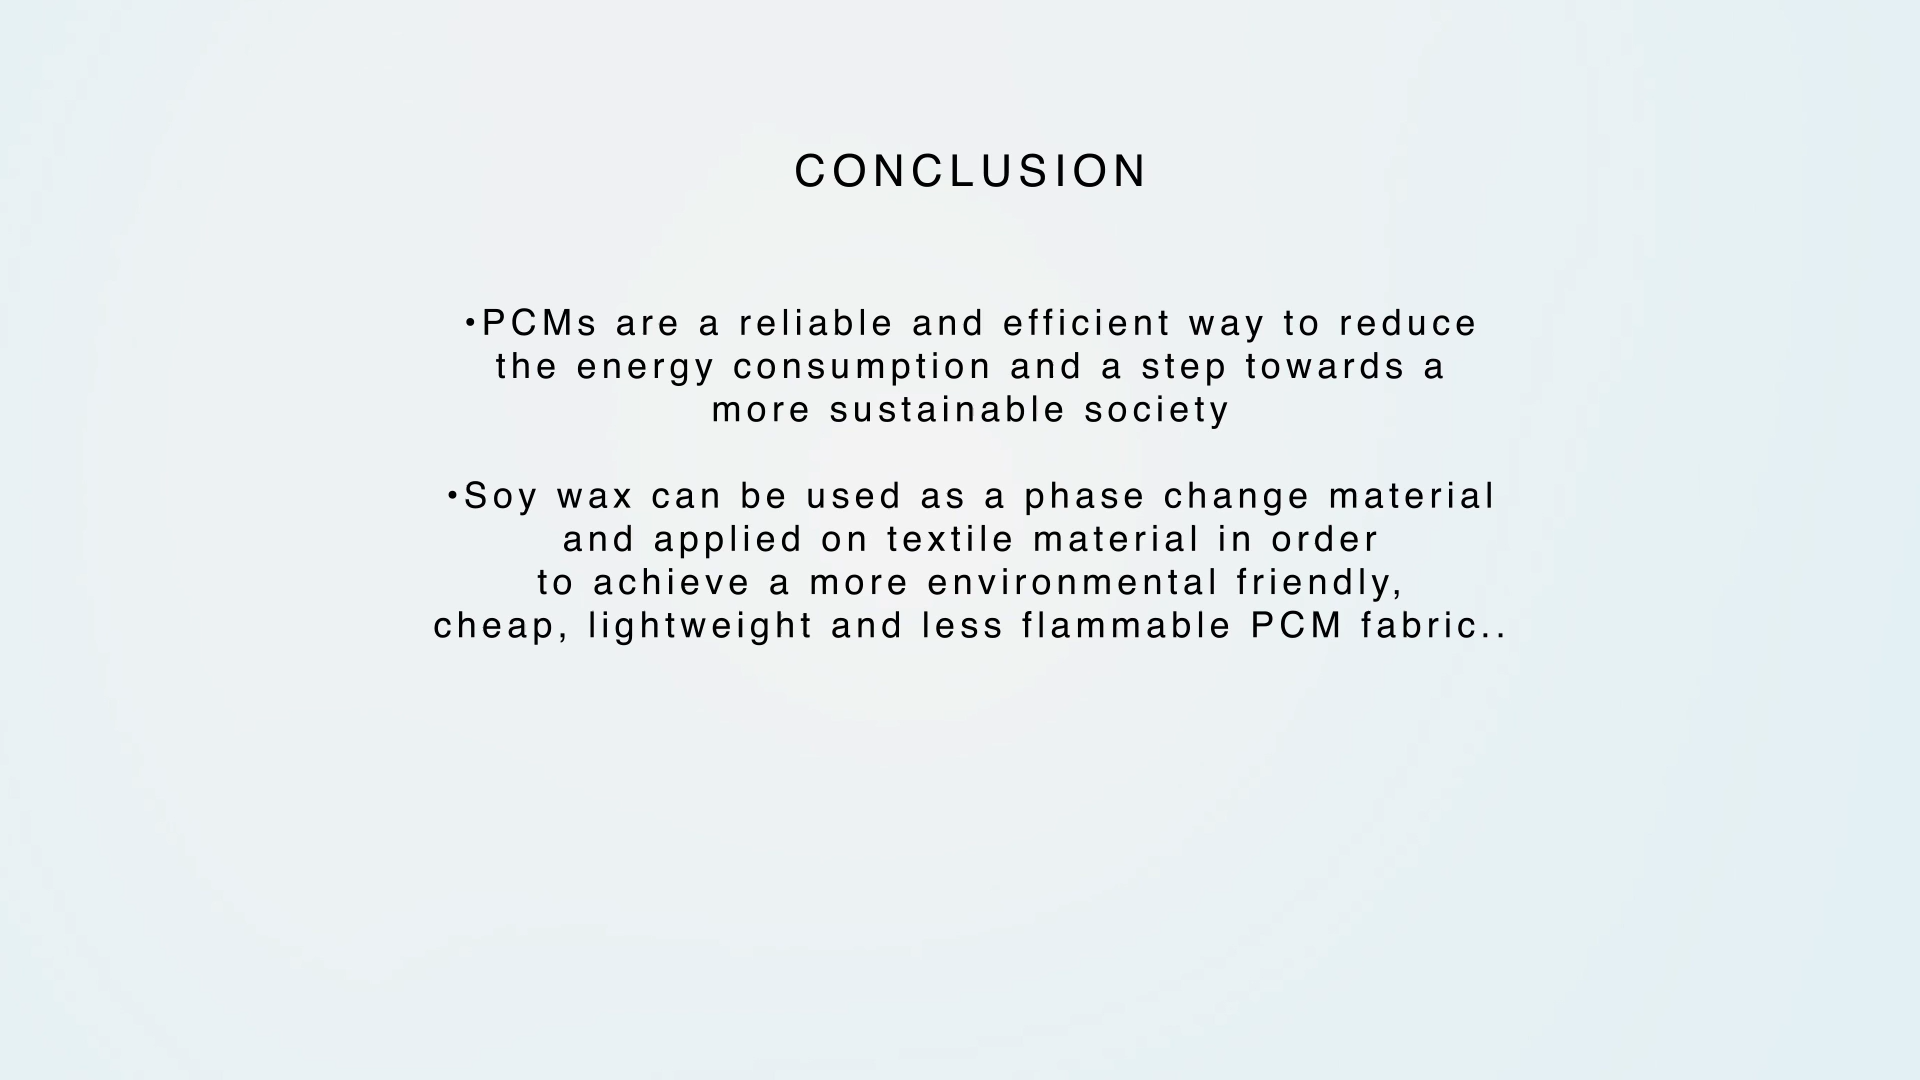 CONCLUSION
•PCMs are a reliable and efficient way to reduce
the energy consumption and a step towards a
more sustainable society
•Soy wax can be used as a phase change material
and applied on textile material in order
to achieve a more environmental friendly,
cheap, lightweight and less flammable PCM fabric..